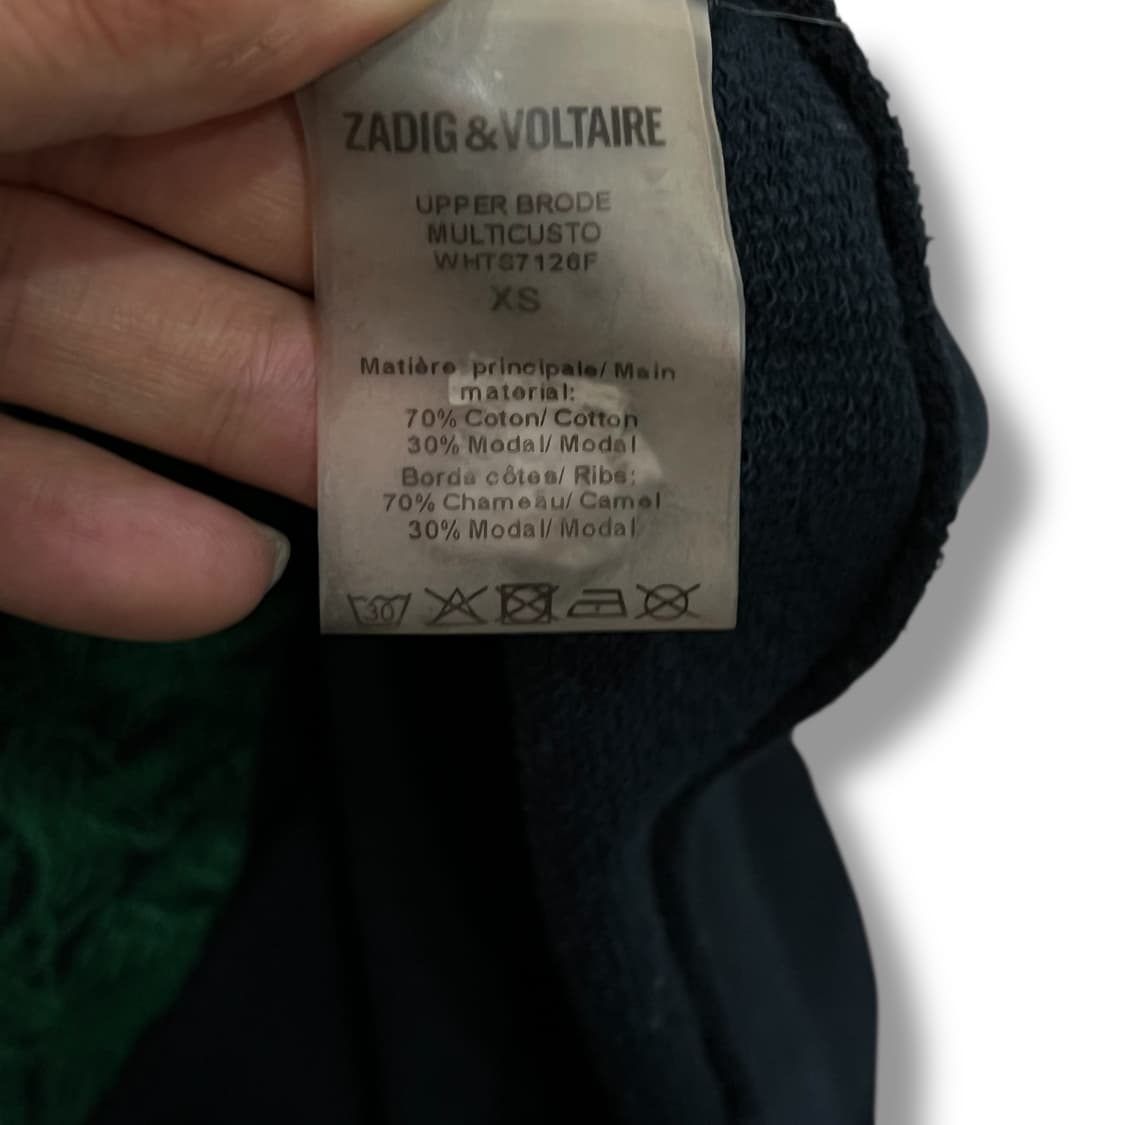 ZADIG & VOLTAIRE
UPPER BRODE
MULTICUSTO
WHTS7126F
XS
Matière principale/ Main
material:
70% Coton/ Cotton
30% Modal/ Modal
Bords côtes/ Ribs:
70% Chameau/ Camel
30% Modal/ Modal
30